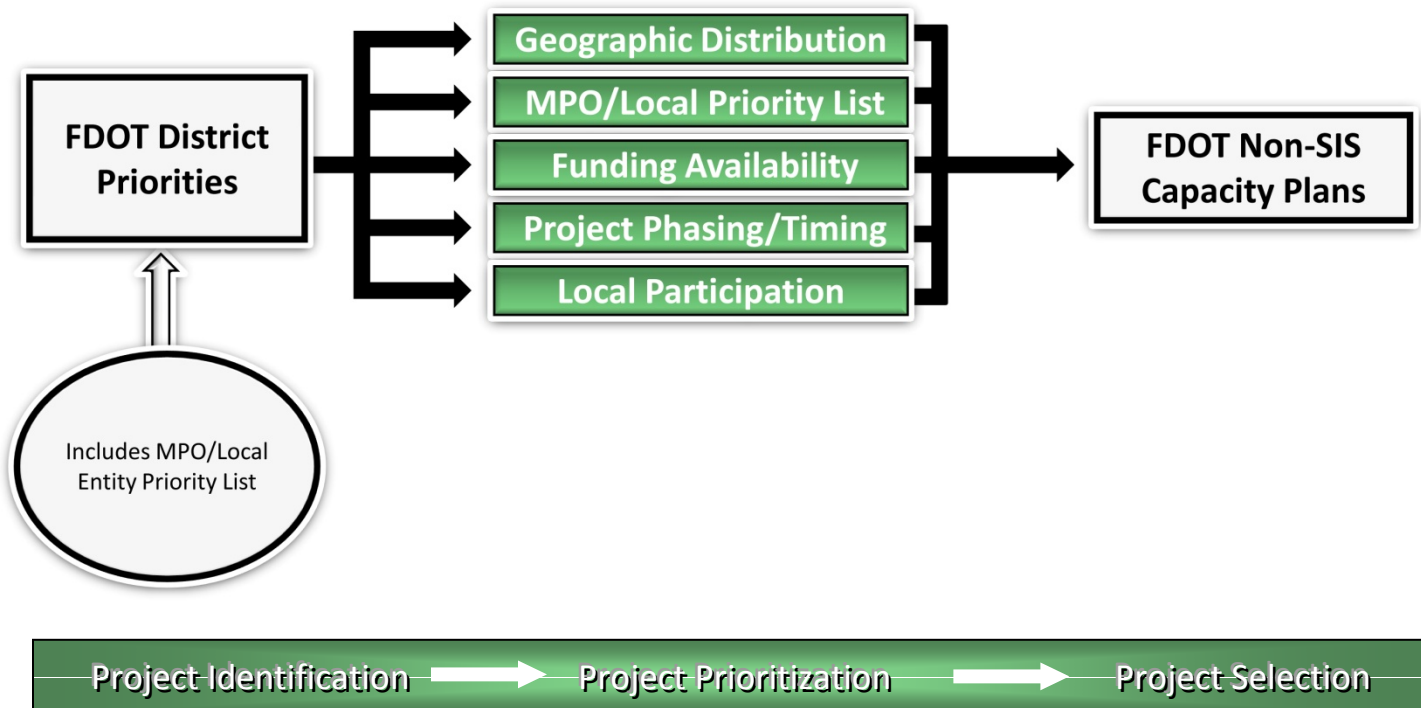 FDOT District
Priorities
Includes MPO/Local
Entity Priority List
Geographic Distribution
MPO/Local Priority List
Funding Availability
Project Phasing/Timing
Local Participation
FDOT Non-SIS
Capacity Plans
Project Identification
Project Prioritization
Project Selection